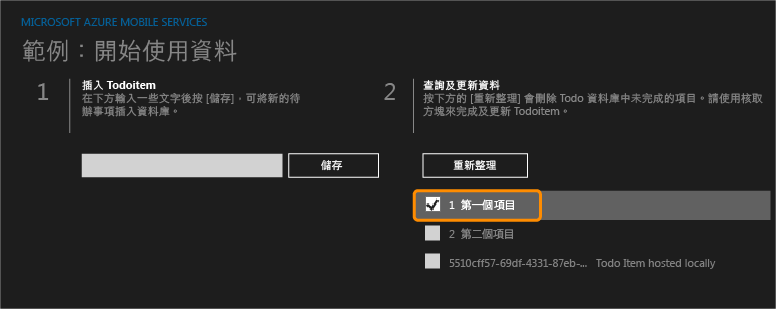 MICROSOFT AZURE MOBILE SERVICES
範例：開始使用資料
1
插入 TodoItem
在下方輸入一些文字後按 [儲存]，可將新的待
辦事項插入資料庫。
儲存
2
查詢及更新資料
按下方的 [重新整理] 會刪除 Todo 資料庫中未完成的項目。請使用核取
方塊來完成及更新 TodoItem。
重新整理
1 第一個項目
2 第二個項目
5510cff57-69df-4331-87eb-... Todo Item hosted locally